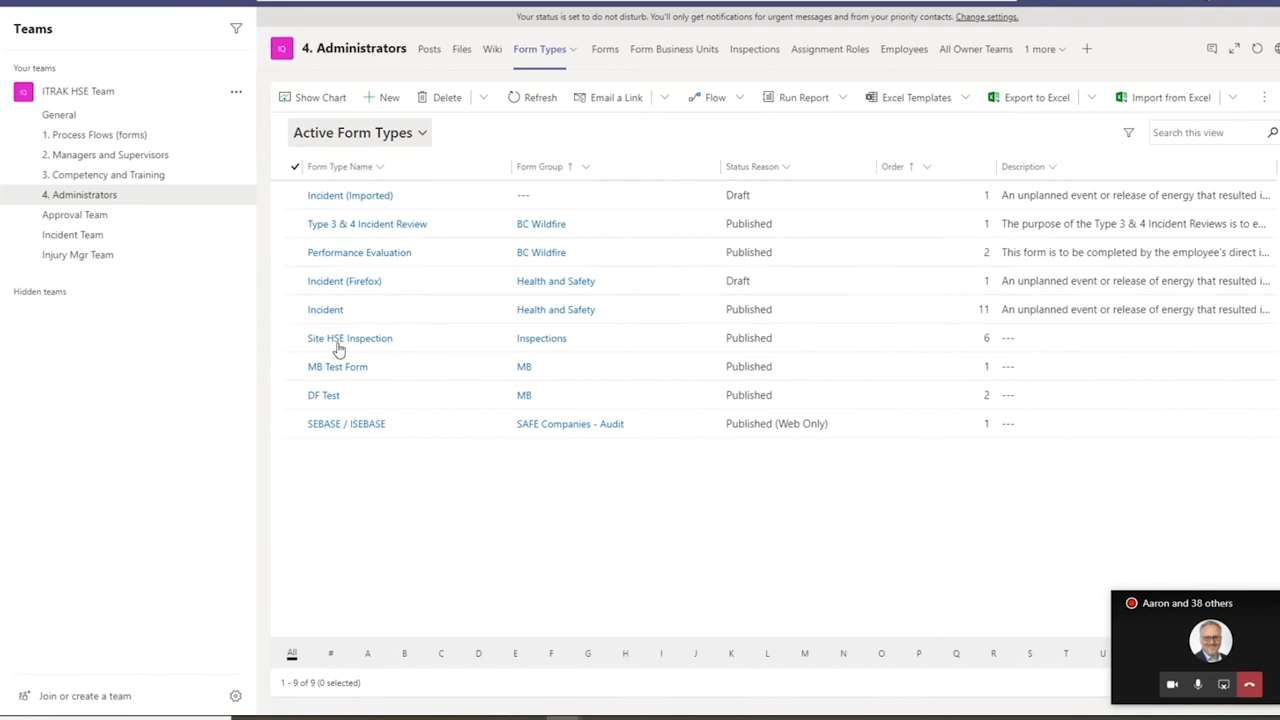 Your status is set to do not disturb. You'll only get notifications for urgent messages and from your priority contacts. Change settings.
Teams
Your teams
IQ ITRAK HSE Team
General
1. Process Flows (forms)
2. Managers and Supervisors
3. Competency and Training
4. Administrators
Approval Team
Incident Team
Injury Mgr Team
Hidden teams
Join or create a team
IQ 4. Administrators Posts Files Wiki Form Types Forms Form Business Units Inspections Assignment Roles Employees All Owner Teams 1 more
Show Chart New Delete Refresh Email a Link Flow Run Report Excel Templates Export to Excel Import from Excel
Active Form Types Search this view
Form Type Name Form Group ↑ Status Reason Order ↑ Description
Incident (Imported) --- Draft 1 An unplanned event or release of energy that resulted i...
Type 3 & 4 Incident Review BC Wildfire Published 1 The purpose of the Type 3 & 4 Incident Reviews is to e...
Performance Evaluation BC Wildfire Published 2 This form is to be completed by the employee's direct i...
Incident (Firefox) Health and Safety Draft 1 An unplanned event or release of energy that resulted i...
Incident Health and Safety Published 11 An unplanned event or release of energy that resulted i...
Site HSE Inspection Inspections Published 6 ---
MB Test Form MB Published 1 ---
DF Test MB Published 2 ---
SEBASE / ISEBASE SAFE Companies - Audit Published (Web Only) 1 ---
Aaron and 38 others
All # A B C D E F G H I J K L M N O P Q R S T U
1 - 9 of 9 (0 selected)